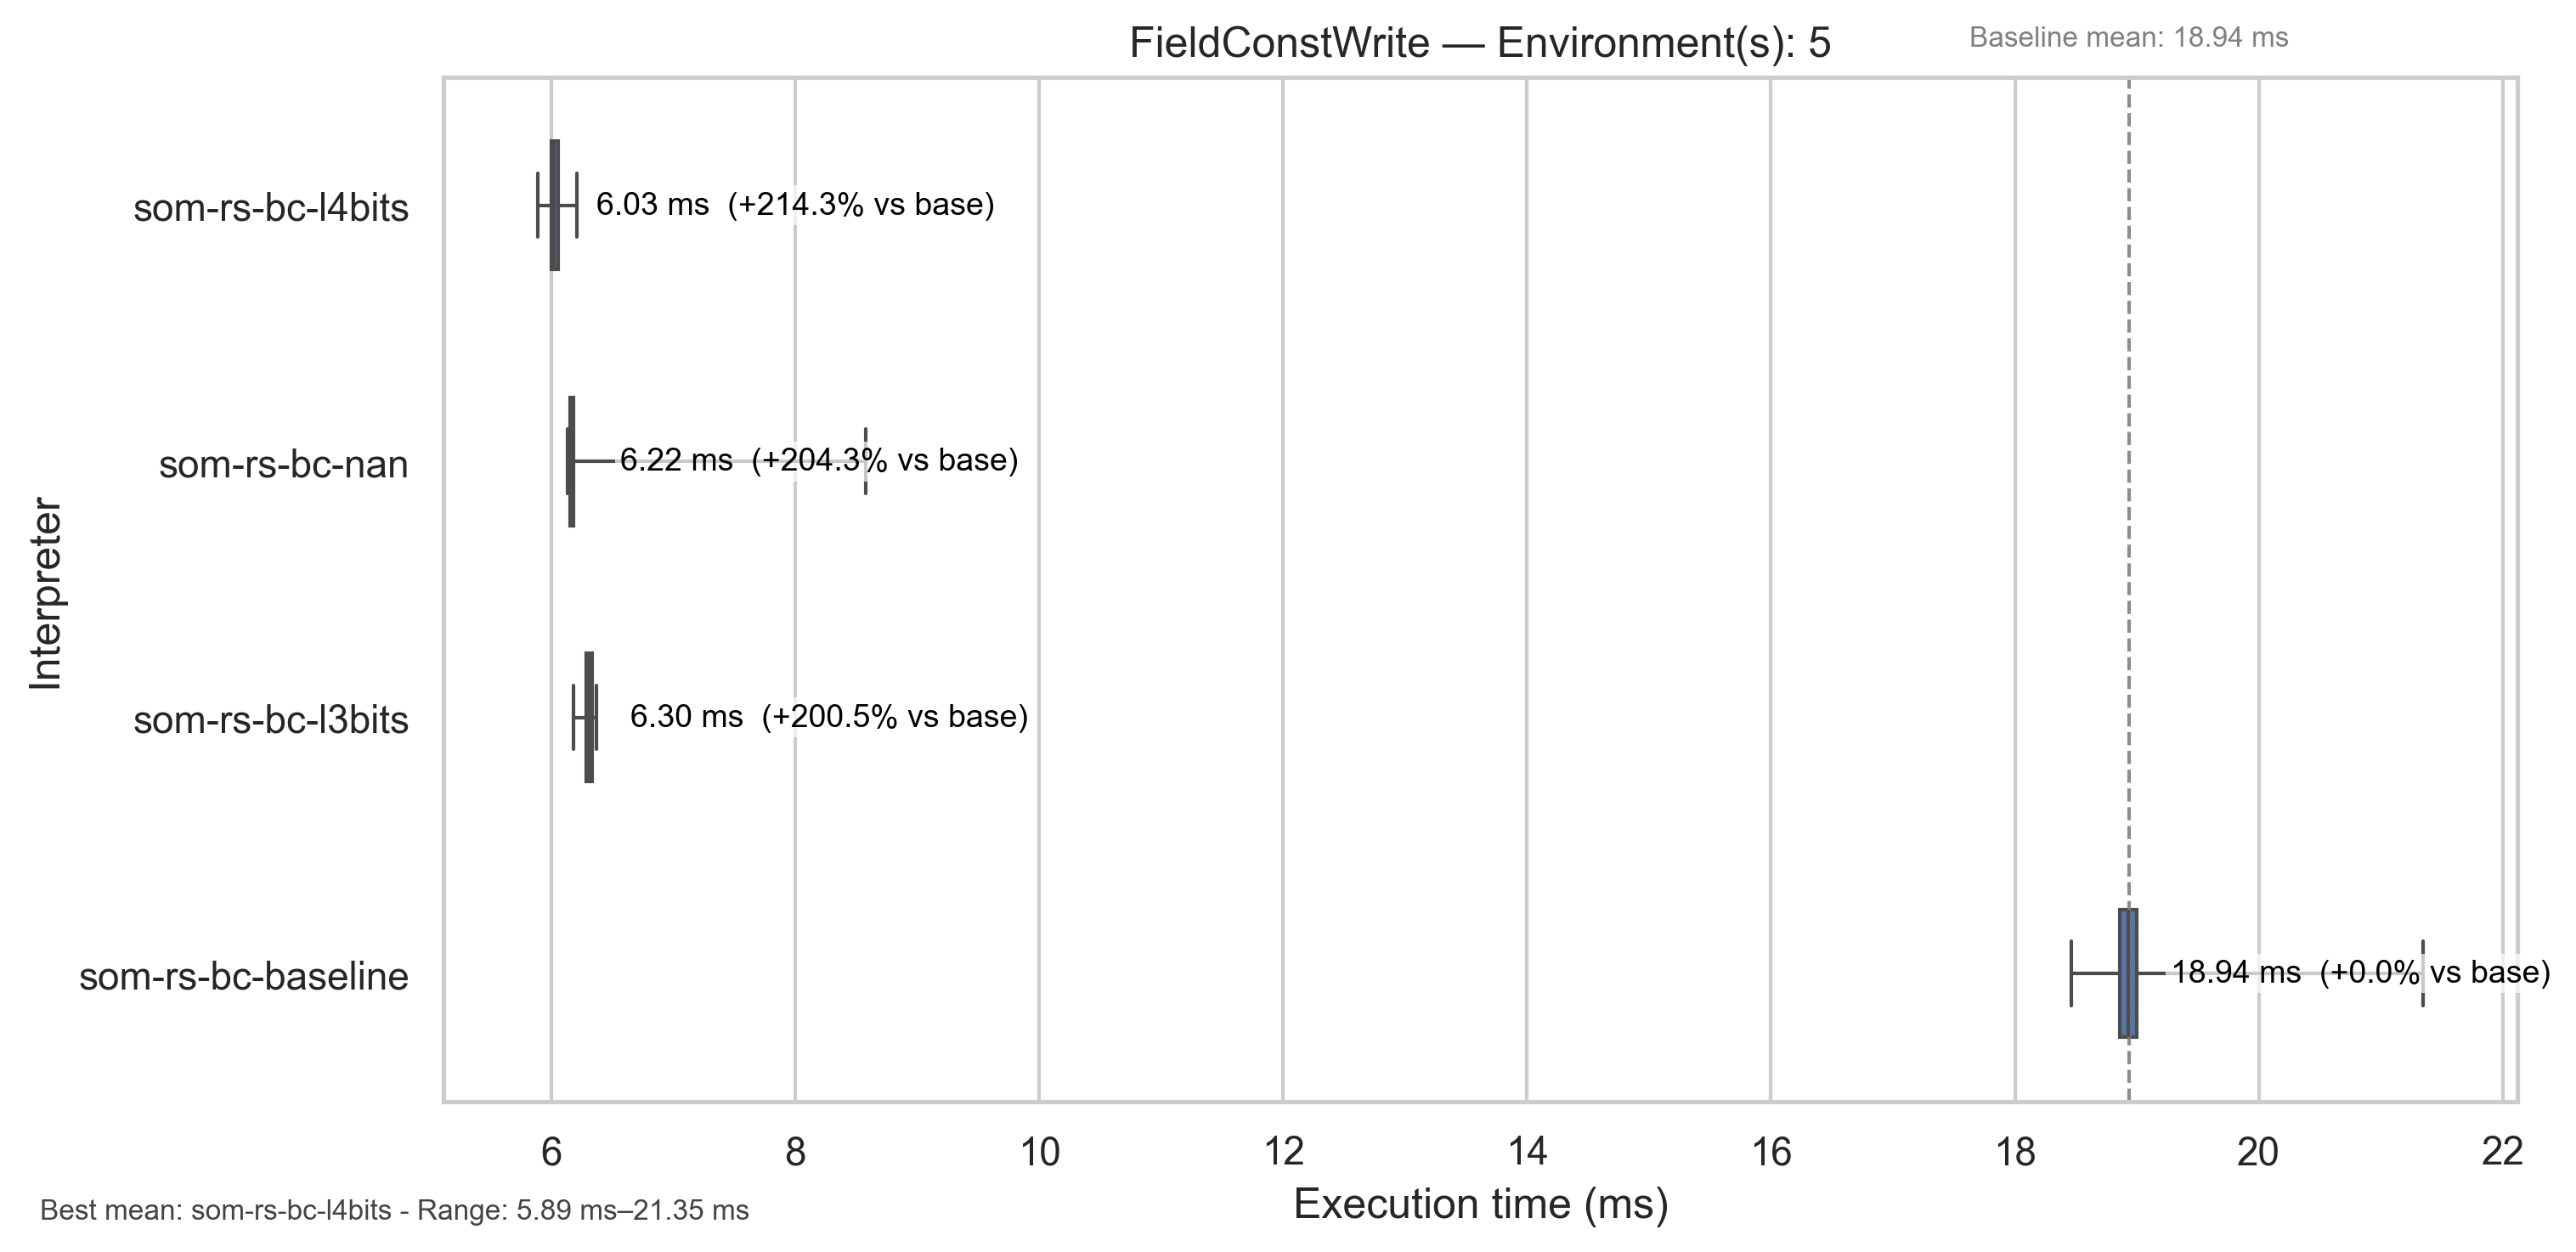 FieldConstWrite — Environment(s): 5
Baseline mean: 18.94 ms
Interpreter
som-rs-bc-l4bits
6.03 ms (+214.3% vs base)
som-rs-bc-nan
6.22 ms (+204.3% vs base)
som-rs-bc-l3bits
6.30 ms (+200.5% vs base)
som-rs-bc-baseline
18.94 ms (+0.0% vs base)
6 8 10 12 14 16 18 20 22
Execution time (ms)
Best mean: som-rs-bc-l4bits - Range: 5.89 ms–21.35 ms